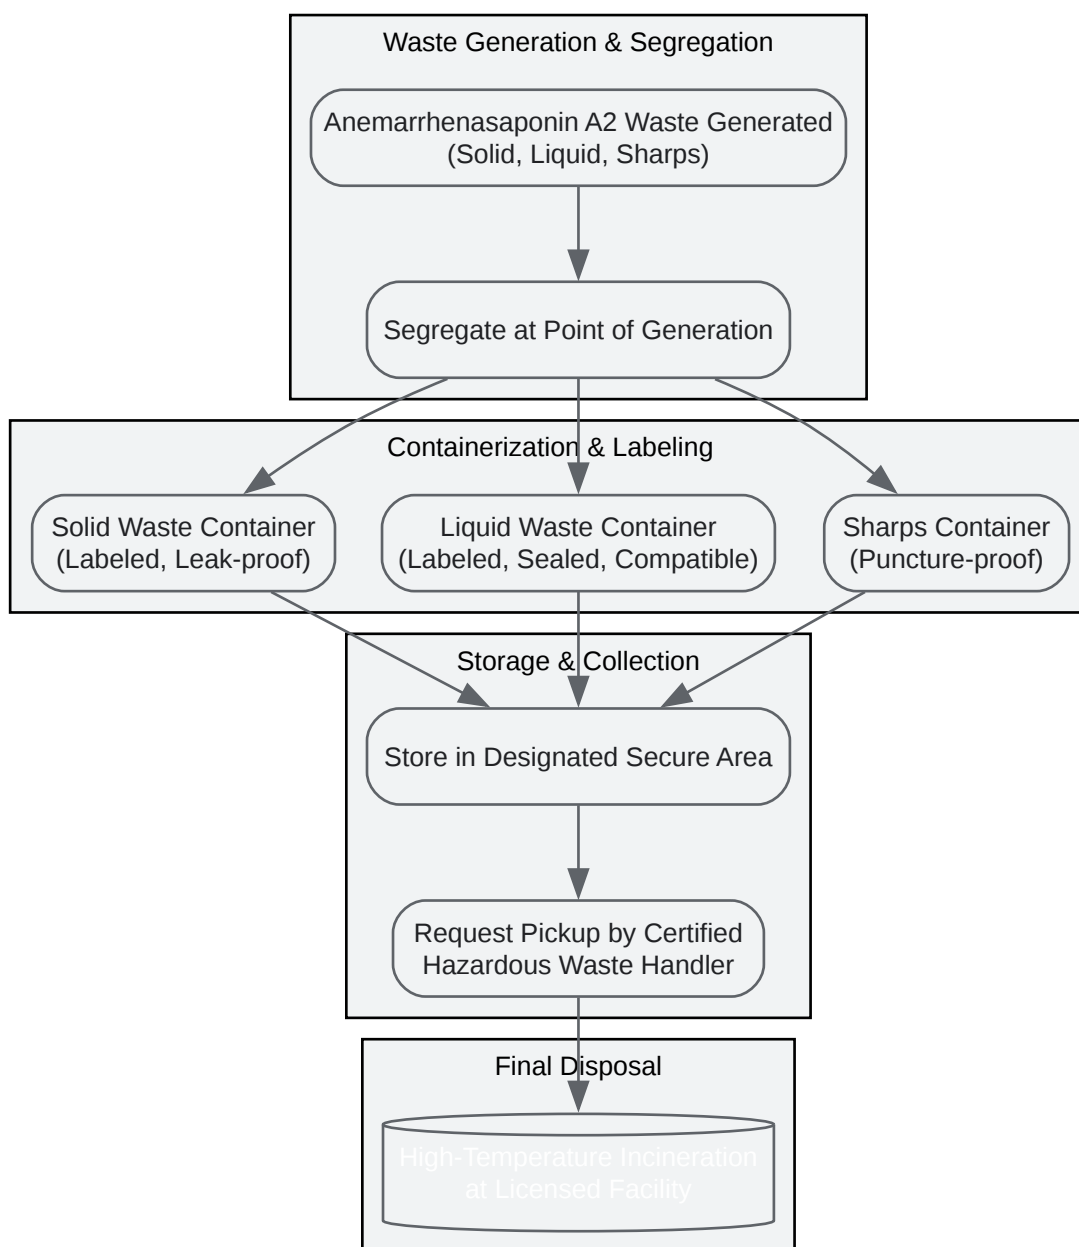 Waste Generation & Segregation
Anemarrhenasaponin A2 Waste Generated
(Solid, Liquid, Sharps)
Segregate at Point of Generation
Containerization & Labeling
Solid Waste Container
(Labeled, Leak-proof)
Liquid Waste Container
(Labeled, Sealed, Compatible)
Sharps Container
(Puncture-proof)
Storage & Collection
Store in Designated Secure Area
Request Pickup by Certified
Hazardous Waste Handler
Final Disposal
High-Temperature Incineration
at Licensed Facility